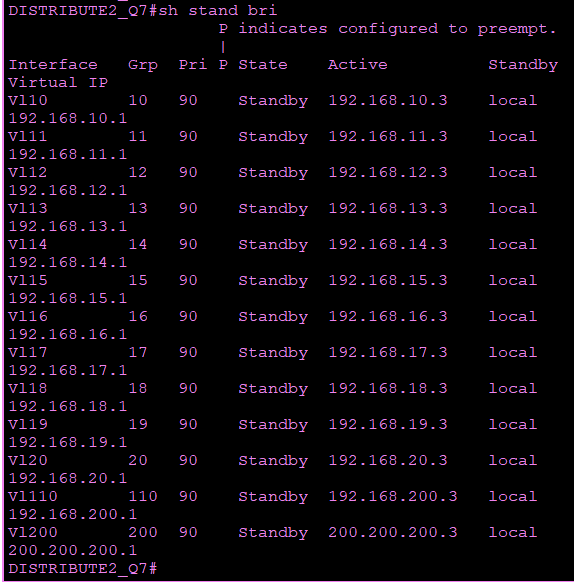 DISTRIBUTE2_Q7#sh stand bri
P indicates configured to preempt.
|
Interface Grp Pri P State Active Standby
Virtual IP
Vl10 10 90 Standby 192.168.10.3 local
192.168.10.1
Vl11 11 90 Standby 192.168.11.3 local
192.168.11.1
Vl12 12 90 Standby 192.168.12.3 local
192.168.12.1
Vl13 13 90 Standby 192.168.13.3 local
192.168.13.1
Vl14 14 90 Standby 192.168.14.3 local
192.168.14.1
Vl15 15 90 Standby 192.168.15.3 local
192.168.15.1
Vl16 16 90 Standby 192.168.16.3 local
192.168.16.1
Vl17 17 90 Standby 192.168.17.3 local
192.168.17.1
Vl18 18 90 Standby 192.168.18.3 local
192.168.18.1
Vl19 19 90 Standby 192.168.19.3 local
192.168.19.1
Vl20 20 90 Standby 192.168.20.3 local
192.168.20.1
Vl110 110 90 Standby 192.168.200.3 local
192.168.200.1
Vl200 200 90 Standby 200.200.200.3 local
200.200.200.1
DISTRIBUTE2_Q7#